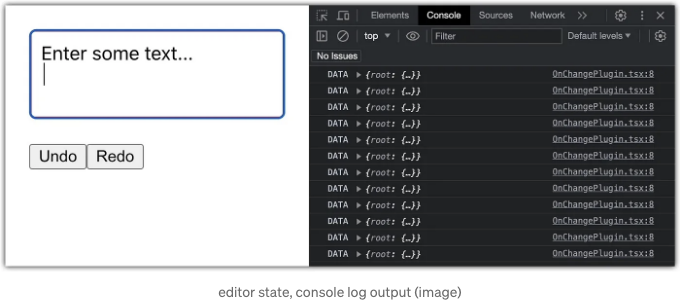 Enter some text...
Undo Redo
Elements Console Sources Network
top Filter Default levels
No Issues
DATA {root: {…}} OnChangePlugin.tsx:8
DATA {root: {…}} OnChangePlugin.tsx:8
DATA {root: {…}} OnChangePlugin.tsx:8
DATA {root: {…}} OnChangePlugin.tsx:8
DATA {root: {…}} OnChangePlugin.tsx:8
DATA {root: {…}} OnChangePlugin.tsx:8
DATA {root: {…}} OnChangePlugin.tsx:8
DATA {root: {…}} OnChangePlugin.tsx:8
DATA {root: {…}} OnChangePlugin.tsx:8
DATA {root: {…}} OnChangePlugin.tsx:8
DATA {root: {…}} OnChangePlugin.tsx:8
DATA {root: {…}} OnChangePlugin.tsx:8
editor state, console log output (image)